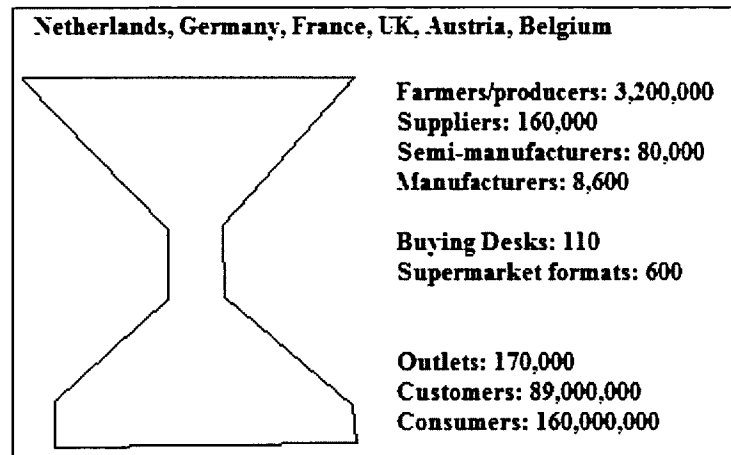 Netherlands, Germany, France, UK, Austria, Belgium
Farmers/producers: 3,200,000
Suppliers: 160,000
Semi-manufacturers: 80,000
Manufacturers: 8,600
Buying Desks: 110
Supermarket formats: 600
Outlets: 170,000
Customers: 89,000,000
Consumers: 160,000,000